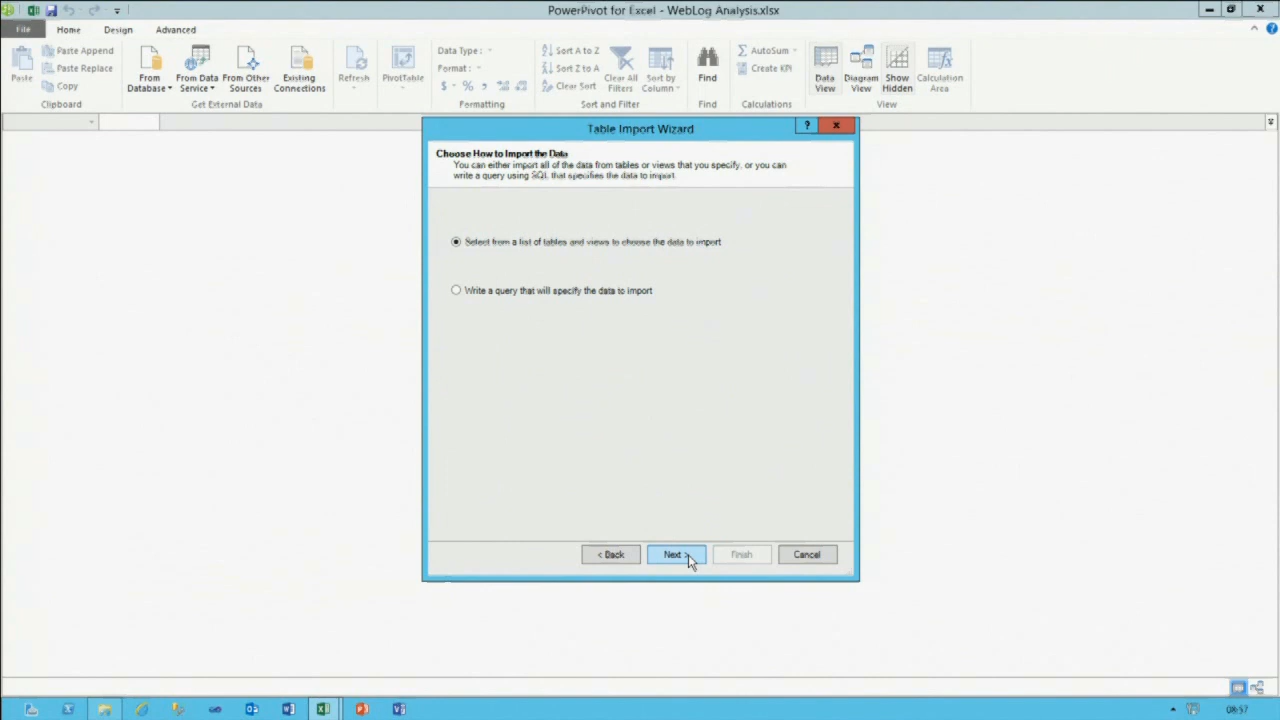 PowerPivot for Excel - WebLog Analysis.xlsx
File Home Design Advanced
Paste
Paste Append
Paste Replace
Copy
Clipboard
From Database
From Data Service
From Other Sources
Existing Connections
Get External Data
Refresh
PivotTable
Data Type :
Format :
$ % ,
Formatting
Sort A to Z
Sort Z to A
Clear Sort
Clear All Filters
Sort by Column
Sort and Filter
Find
Find
AutoSum
Create KPI
Calculations
Data View
Diagram View
Show Hidden
Calculation Area
View
Table Import Wizard
Choose How to Import the Data
You can either import all of the data from tables or views that you specify, or you can
write a query using SQL that specifies the data to import.
Select from a list of tables and views to choose the data to import
Write a query that will specify the data to import
< Back Next > Finish Cancel
08:57